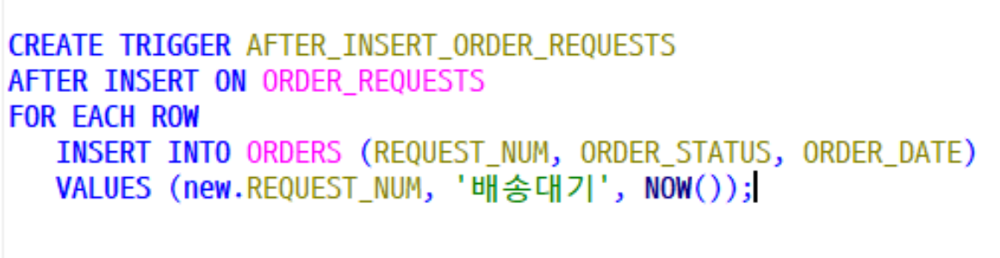 CREATE TRIGGER AFTER_INSERT_ORDER_REQUESTS
AFTER INSERT ON ORDER_REQUESTS
FOR EACH ROW
INSERT INTO ORDERS (REQUEST_NUM, ORDER_STATUS, ORDER_DATE)
VALUES (new.REQUEST_NUM, '배송대기', NOW());